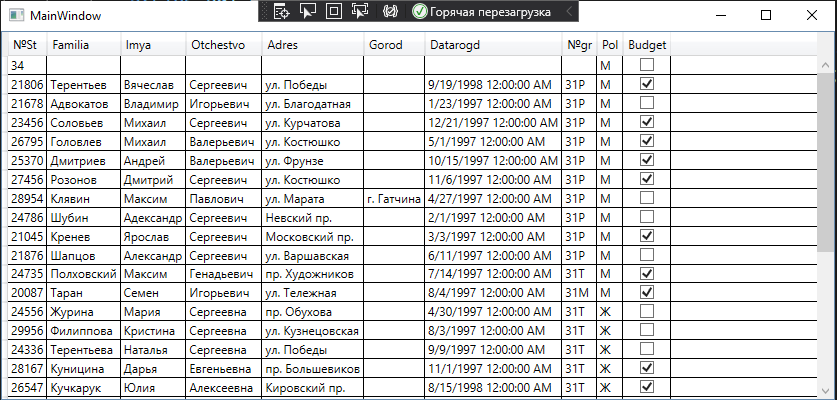 MainWindow
Горячая перезагрузка
№St Familia Imya Otchestvo Adres Gorod Datarogd №gr Pol Budget
34 М
21806 Терентьев Вячеслав Сергеевич ул. Победы 9/19/1998 12:00:00 AM 31Р М
21678 Адвокатов Владимир Игорьевич ул. Благодатная 1/23/1997 12:00:00 AM 31Р М
23456 Соловьев Михаил Сергеевич ул. Курчатова 12/21/1997 12:00:00 AM 31Р М
26795 Головлев Михаил Валерьевич ул. Костюшко 5/1/1997 12:00:00 AM 31Р М
25370 Дмитриев Андрей Валерьевич ул. Фрунзе 10/15/1997 12:00:00 AM 31Р М
27456 Розонов Дмитрий Сергеевич ул. Костюшко 11/6/1997 12:00:00 AM 31Р М
28954 Клявин Максим Павлович ул. Марата г. Гатчина 4/27/1997 12:00:00 AM 31Р М
24786 Шубин Адександр Сергеевич Невский пр. 2/1/1997 12:00:00 AM 31Р М
21045 Кренев Ярослав Сергеевич Московский пр. 3/3/1997 12:00:00 AM 31Р М
21876 Шапцов Александр Сергеевич ул. Варшавская 6/11/1997 12:00:00 AM 31Р М
24735 Полховский Максим Генадьевич пр. Художников 7/14/1997 12:00:00 AM 31Т М
20087 Таран Семен Игорьевич ул. Тележная 8/4/1997 12:00:00 AM 31М М
24556 Журина Мария Сергеевна пр. Обухова 4/30/1997 12:00:00 AM 31Т Ж
29956 Филиппова Кристина Сергеевна ул. Кузнецовская 8/3/1997 12:00:00 AM 31Т Ж
24336 Терентьева Наталья Сергеевна ул. Победы 9/9/1997 12:00:00 AM 31Т Ж
28167 Куницина Дарья Евгеньевна пр. Большевиков 11/1/1997 12:00:00 AM 31Т Ж
26547 Кучкарук Юлия Алексеевна Кировский пр. 8/15/1998 12:00:00 AM 31Т Ж